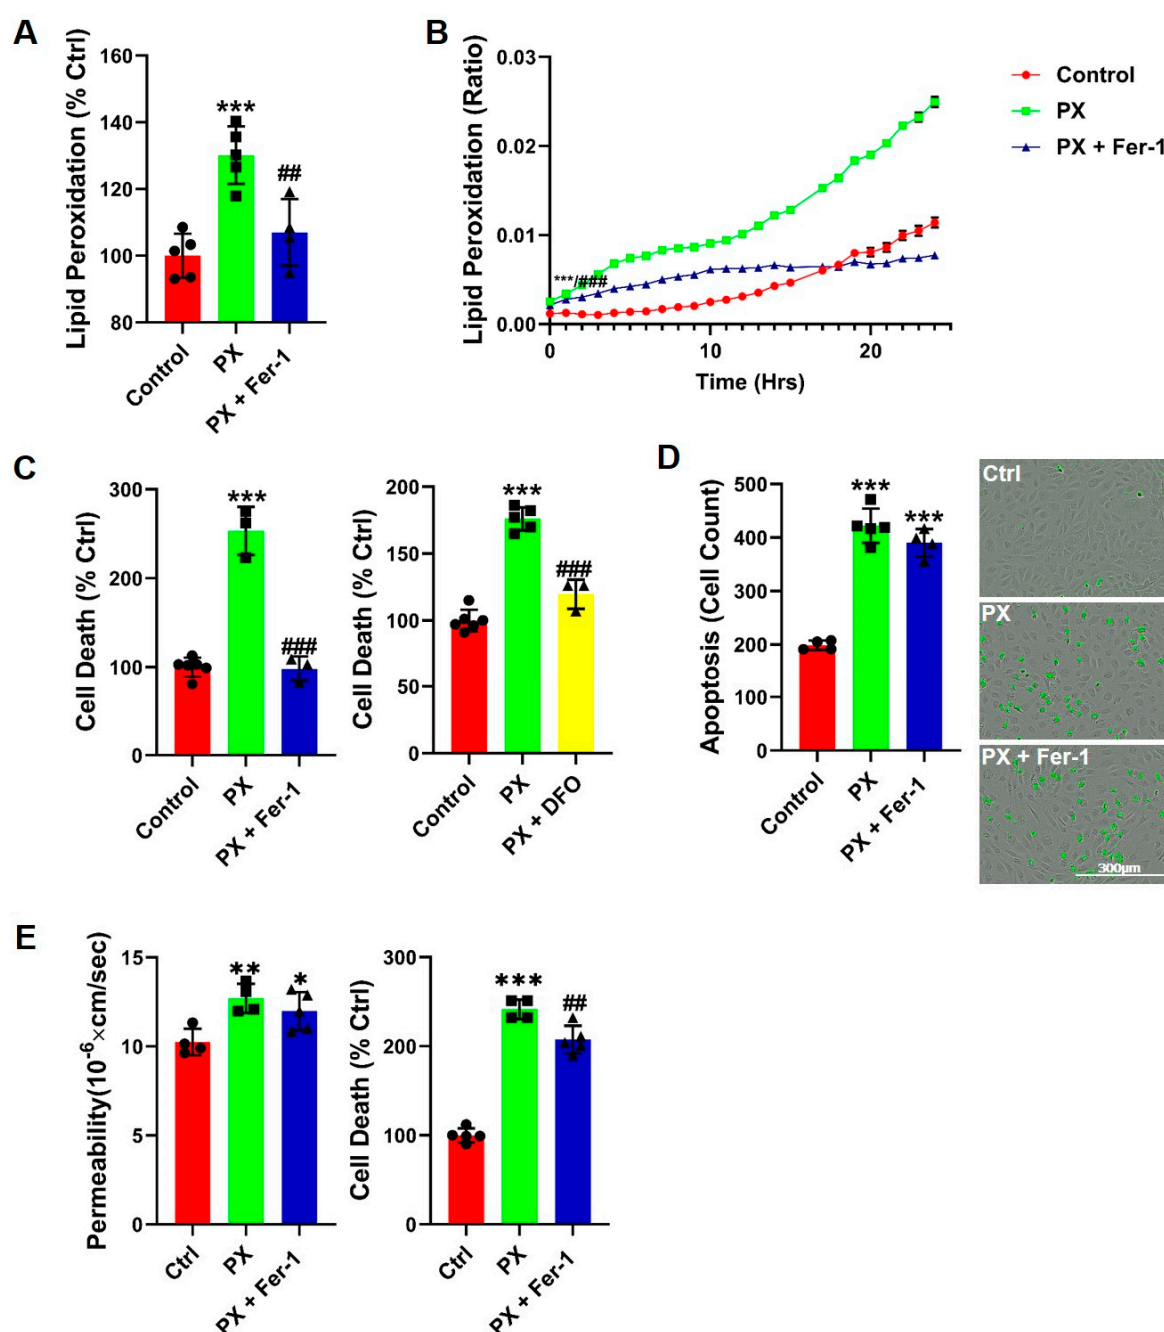 A
Lipid Peroxidation (% Ctrl)
160
140
120
100
80
***
##
Control
PX
PX + Fer-1
B
Lipid Peroxidation (Ratio)
0.03
0.02
0.01
0.00
***/###
0
10
20
Time (Hrs)
Control
PX
PX + Fer-1
C
Cell Death (% Ctrl)
300
200
100
0
***
###
Control
PX
PX + Fer-1
Cell Death (% Ctrl)
200
150
100
50
0
***
###
Control
PX
PX + DFO
D
Apoptosis (Cell Count)
500
400
300
200
100
0
***
***
Control
PX
PX + Fer-1
Ctrl
PX
PX + Fer-1
300µm
E
Permeability(10⁻⁶×cm/sec)
15
10
5
0
**
*
Ctrl
PX
PX + Fer-1
Cell Death (% Ctrl)
300
200
100
0
***
##
Ctrl
PX
PX + Fer-1